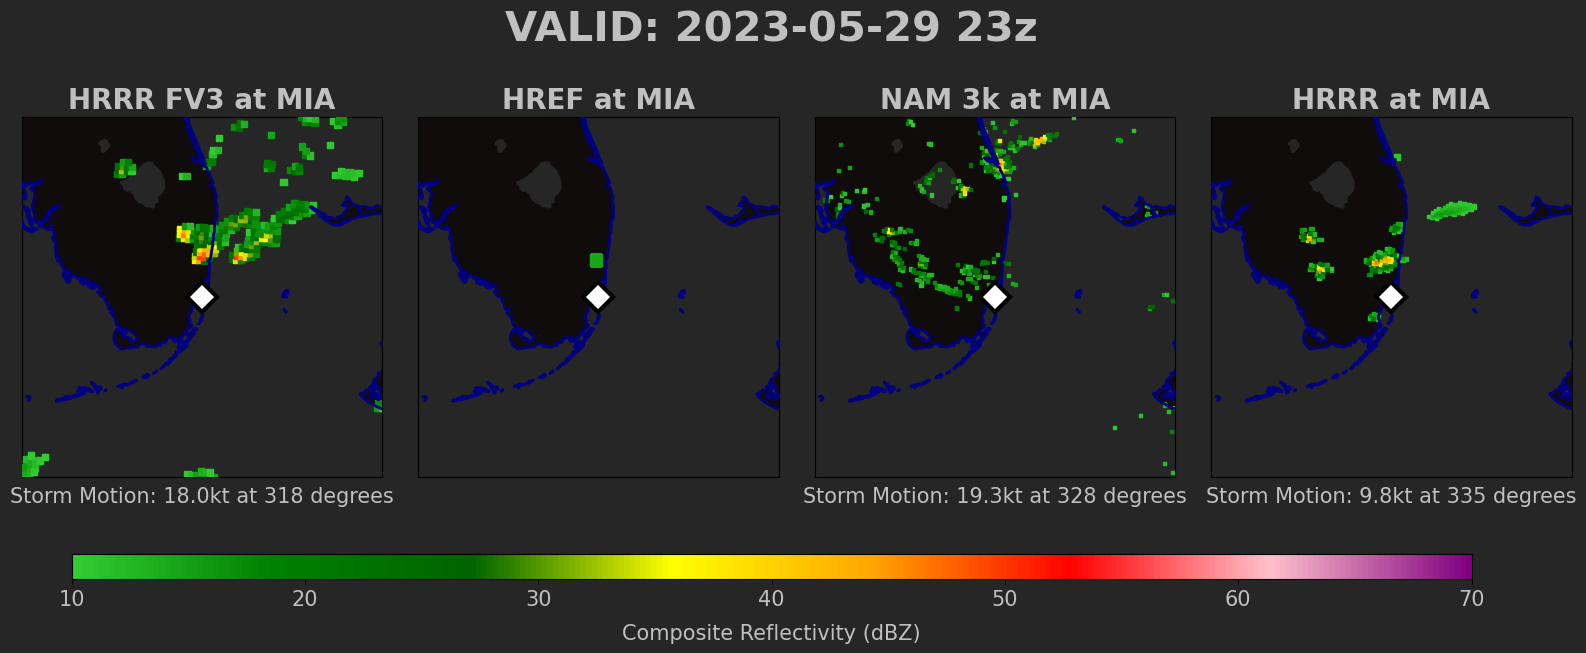 VALID: 2023-05-29 23z
HRRR FV3 at MIA
HREF at MIA
NAM 3k at MIA
HRRR at MIA
Storm Motion: 18.0kt at 318 degrees
Storm Motion: 19.3kt at 328 degrees
Storm Motion: 9.8kt at 335 degrees
10 20 30 40 50 60 70
Composite Reflectivity (dBZ)